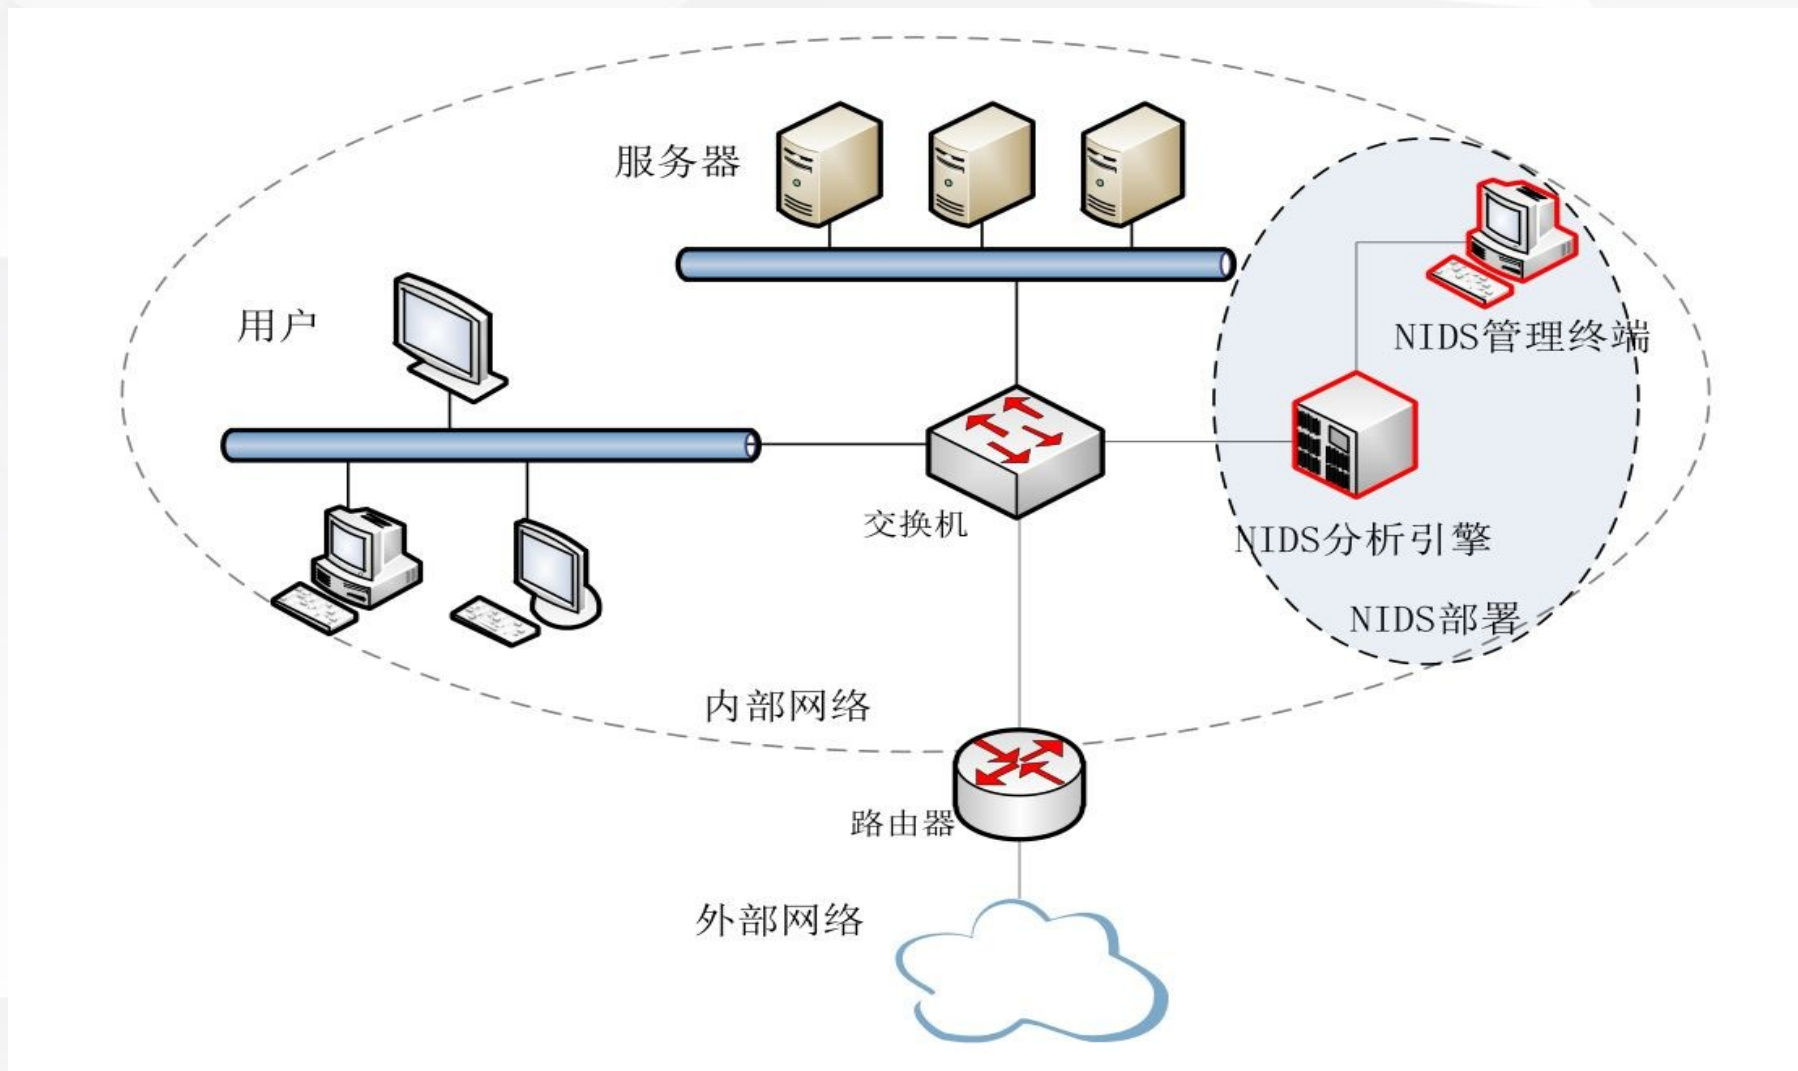 服务器
用户
NIDS管理终端
交换机
NIDS分析引擎
NIDS部署
内部网络
路由器
外部网络